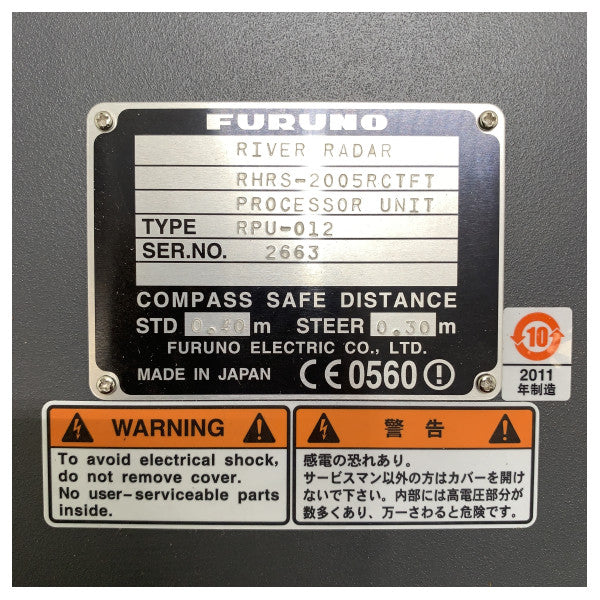 FURUNO
RIVER RADAR
RHRS-2005RCTFT
PROCESSOR UNIT
TYPE RPU-012
SER.NO. 2663
COMPASS SAFE DISTANCE
STD 0.40 m STEER 0.30 m
FURUNO ELECTRIC CO., LTD.
MADE IN JAPAN CE0560
10
2011
年制造
WARNING
To avoid electrical shock,
do not remove cover.
No user-serviceable parts
inside.
警告
感電の恐れあり。
サービスマン以外の方はカバーを開け
ないで下さい。内部には高電圧部分が
数多くあり、万一さわると危険です。